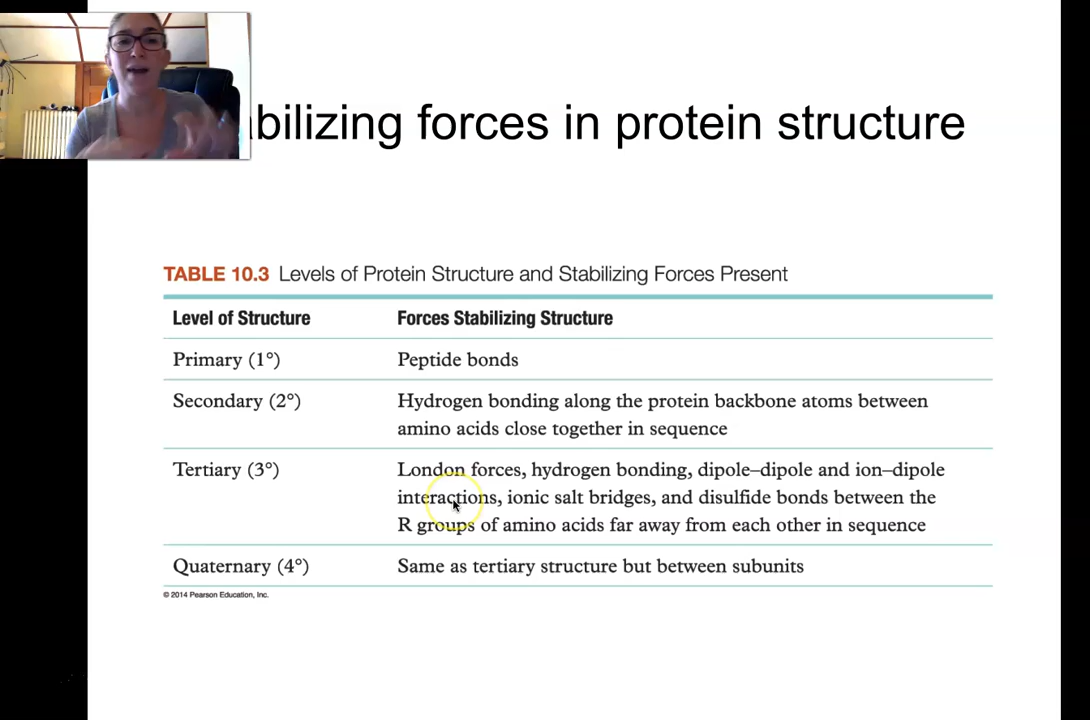 bilizing forces in protein structure
TABLE 10.3 Levels of Protein Structure and Stabilizing Forces Present
Level of Structure Forces Stabilizing Structure
Primary (1°) Peptide bonds
Secondary (2°) Hydrogen bonding along the protein backbone atoms between
amino acids close together in sequence
Tertiary (3°) London forces, hydrogen bonding, dipole–dipole and ion–dipole
interactions, ionic salt bridges, and disulfide bonds between the
R groups of amino acids far away from each other in sequence
Quaternary (4°) Same as tertiary structure but between subunits
© 2014 Pearson Education, Inc.